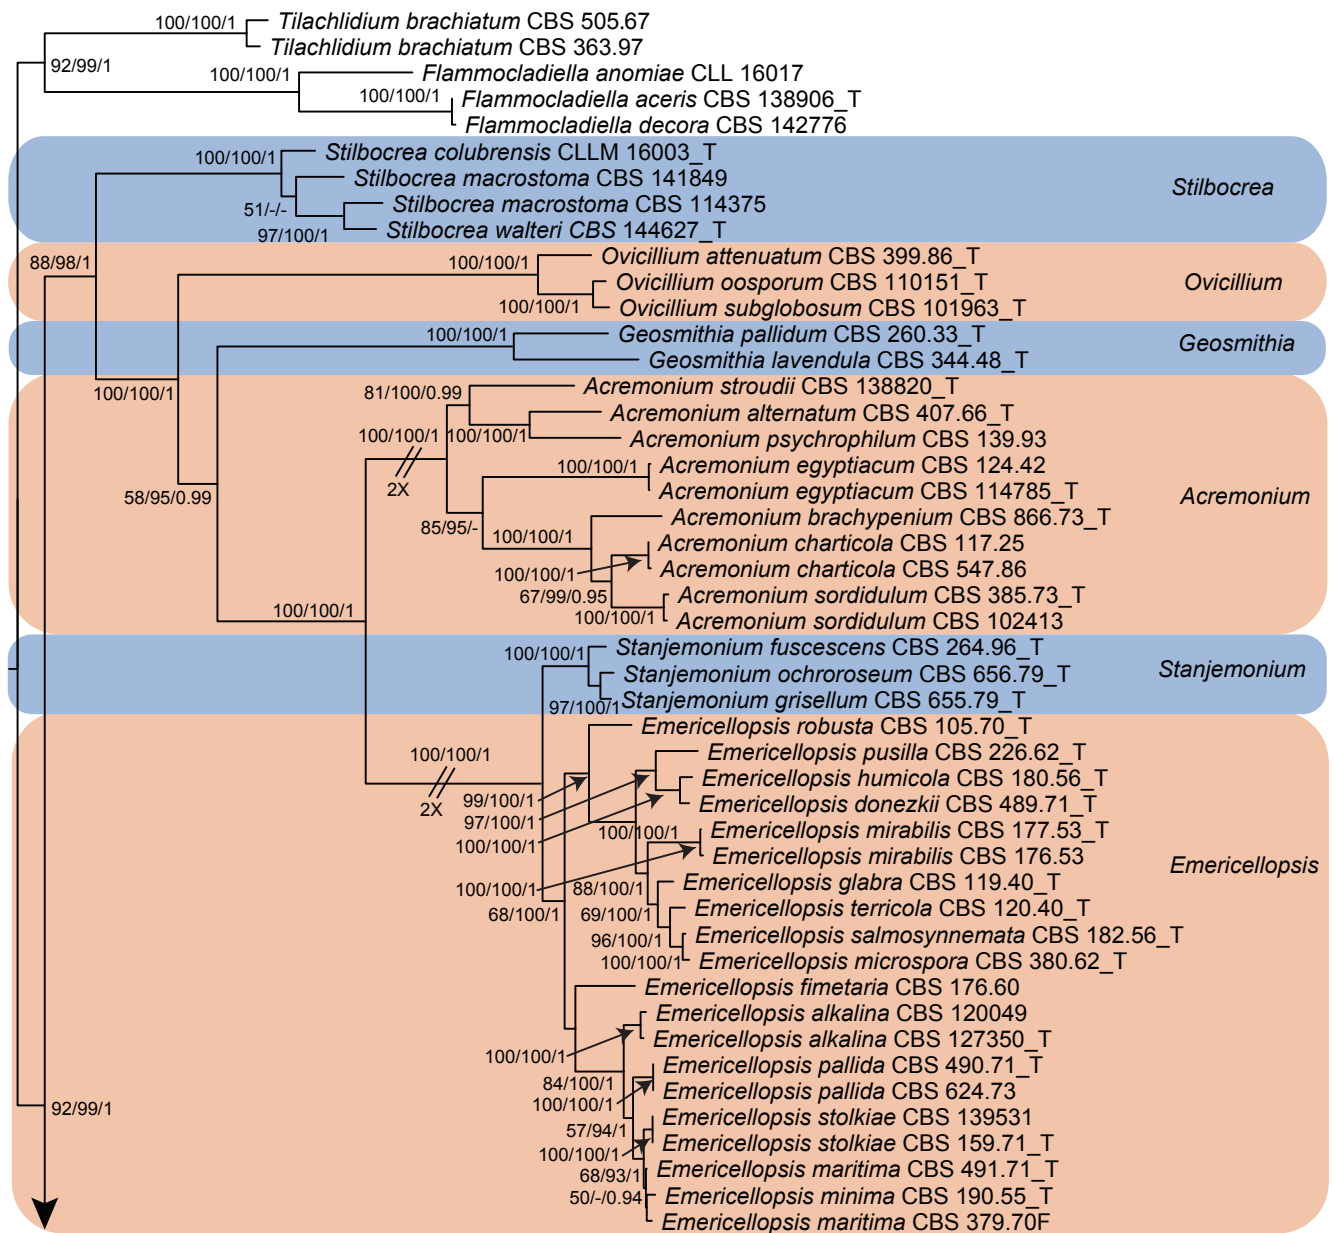 100/100/1
Tilachlidium brachiatum CBS 505.67
Tilachlidium brachiatum CBS 363.97
92/99/1
100/100/1
Flammocladiella anomiae CLL 16017
100/100/1
Flammocladiella aceris CBS 138906_T
Flammocladiella decora CBS 142776
100/100/1
Stilbocrea colubrensis CLLM 16003_T
Stilbocrea macrostoma CBS 141849
Stilbocrea
51/-/-
Stilbocrea macrostoma CBS 114375
97/100/1
Stilbocrea walteri CBS 144627_T
88/98/1
100/100/1
Ovicillium attenuatum CBS 399.86_T
Ovicillium oosporum CBS 110151_T
Ovicillium
100/100/1
Ovicillium subglobosum CBS 101963_T
100/100/1
Geosmithia pallidum CBS 260.33_T
Geosmithia
Geosmithia lavendula CBS 344.48_T
100/100/1
81/100/0.99
Acremonium stroudii CBS 138820_T
Acremonium alternatum CBS 407.66_T
100/100/1
100/100/1
Acremonium psychrophilum CBS 139.93
2X
100/100/1
Acremonium egyptiacum CBS 124.42
58/95/0.99
Acremonium egyptiacum CBS 114785_T
Acremonium
85/95/-
Acremonium brachypenium CBS 866.73_T
100/100/1
Acremonium charticola CBS 117.25
100/100/1
Acremonium charticola CBS 547.86
67/99/0.95
Acremonium sordidulum CBS 385.73_T
100/100/1
100/100/1
Acremonium sordidulum CBS 102413
100/100/1
Stanjemonium fuscescens CBS 264.96_T
Stanjemonium ochroroseum CBS 656.79_T
Stanjemonium
97/100/1
Stanjemonium grisellum CBS 655.79_T
Emericellopsis robusta CBS 105.70_T
100/100/1
2X
Emericellopsis pusilla CBS 226.62_T
Emericellopsis humicola CBS 180.56_T
99/100/1
Emericellopsis donezkii CBS 489.71_T
97/100/1
100/100/1
Emericellopsis mirabilis CBS 177.53_T
100/100/1
Emericellopsis mirabilis CBS 176.53
Emericellopsis
100/100/1
88/100/1
Emericellopsis glabra CBS 119.40_T
68/100/1
69/100/1
Emericellopsis terricola CBS 120.40_T
96/100/1
Emericellopsis salmosynnemata CBS 182.56_T
100/100/1
Emericellopsis microspora CBS 380.62_T
Emericellopsis fimetaria CBS 176.60
Emericellopsis alkalina CBS 120049
Emericellopsis alkalina CBS 127350_T
100/100/1
Emericellopsis pallida CBS 490.71_T
84/100/1
Emericellopsis pallida CBS 624.73
100/100/1
92/99/1
Emericellopsis stolkiae CBS 139531
57/94/1
Emericellopsis stolkiae CBS 159.71_T
100/100/1
Emericellopsis maritima CBS 491.71_T
68/93/1
Emericellopsis minima CBS 190.55_T
50/-/0.94
Emericellopsis maritima CBS 379.70F